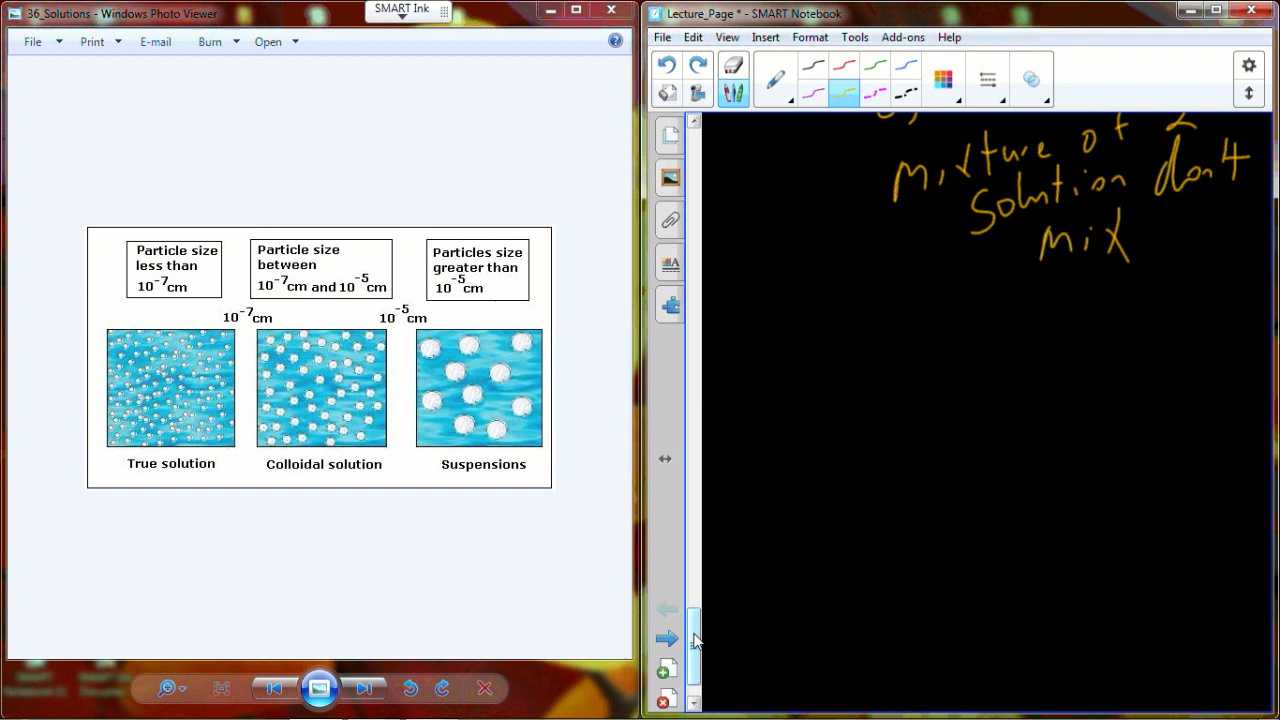 36_Solutions - Windows Photo Viewer
SMART Ink
File Print E-mail Burn Open
Particle size
less than
10⁻⁷cm
Particle size
between
10⁻⁷cm and 10⁻⁵cm
Particles size
greater than
10⁻⁵cm
10⁻⁷cm
10⁻⁵cm
True solution
Colloidal solution
Suspensions
Lecture_Page * - SMART Notebook
File Edit View Insert Format Tools Add-ons Help
Mixture of 2
Solution don't
mix